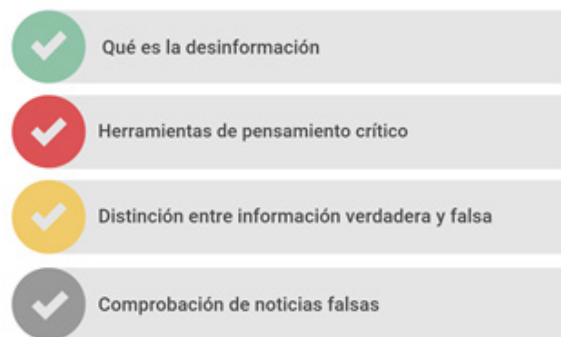 Qué es la desinformación
Herramientas de pensamiento crítico
Distinción entre información verdadera y falsa
Comprobación de noticias falsas